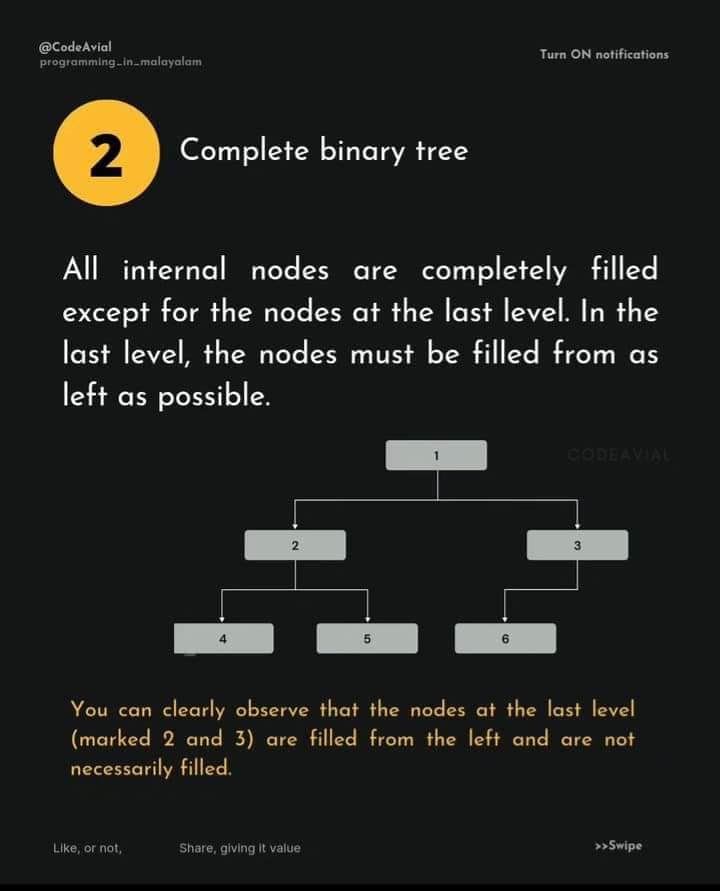 @CodeAvial
programming_in_malayalam
Turn ON notifications
2
Complete binary tree
All internal nodes are completely filled
except for the nodes at the last level. In the
last level, the nodes must be filled from as
left as possible.
CODEAVIAL
1
2
3
4
5
6
You can clearly observe that the nodes at the last level
(marked 2 and 3) are filled from the left and are not
necessarily filled.
Like, or not,
Share, giving it value
>>Swipe